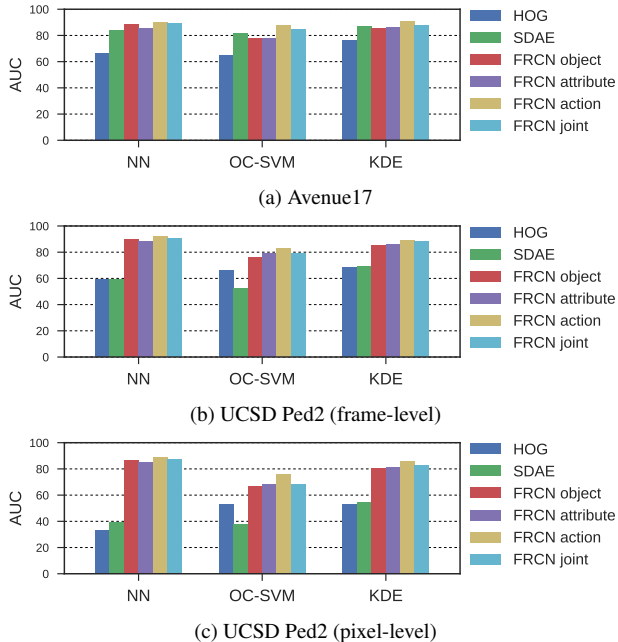 100
80
60
40
20
0
AUC
NN OC-SVM KDE
HOG
SDAE
FRCN object
FRCN attribute
FRCN action
FRCN joint
(a) Avenue17
100
80
60
40
20
0
AUC
NN OC-SVM KDE
HOG
SDAE
FRCN object
FRCN attribute
FRCN action
FRCN joint
(b) UCSD Ped2 (frame-level)
100
80
60
40
20
0
AUC
NN OC-SVM KDE
HOG
SDAE
FRCN object
FRCN attribute
FRCN action
FRCN joint
(c) UCSD Ped2 (pixel-level)